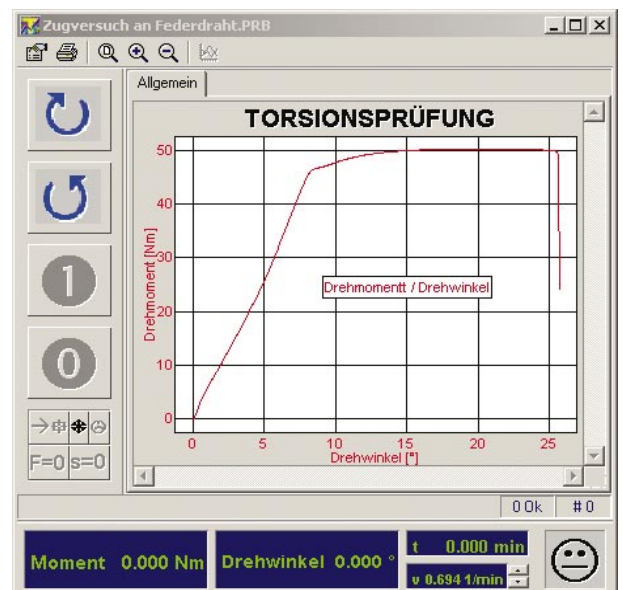 Zugversuch an Federdraht.PRB
Allgemein
TORSIONSPRÜFUNG
50
40
30
20
10
0
Drehmoment [Nm]
Drehmomentt / Drehwinkel
0 5 10 15 20 25
Drehwinkel [°]
1
0
F=0 s=0
0 Ok # 0
Moment 0.000 Nm Drehwinkel 0.000 ° t 0.000 min
v 0.694 1/min